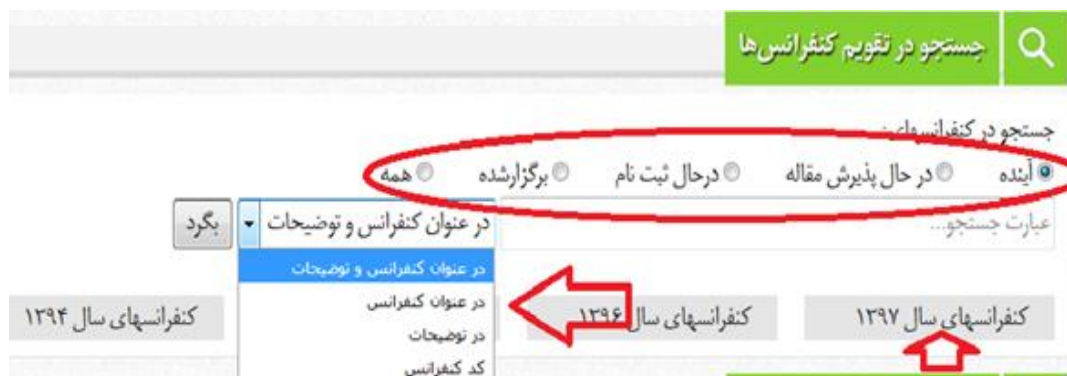 جستجو در تقویم کنفرانس‌ها
جستجو در کنفرانسهای:
آینده در حال پذیرش مقاله درحال ثبت نام برگزارشده همه
عبارت جستجو... در عنوان کنفرانس و توضیحات بگرد
در عنوان کنفرانس و توضیحات
در عنوان کنفرانس
در توضیحات
کد کنفرانس
کنفرانسهای سال ۱۳۹۷ کنفرانسهای سال ۱۳۹۶ کنفرانسهای سال ۱۳۹۴